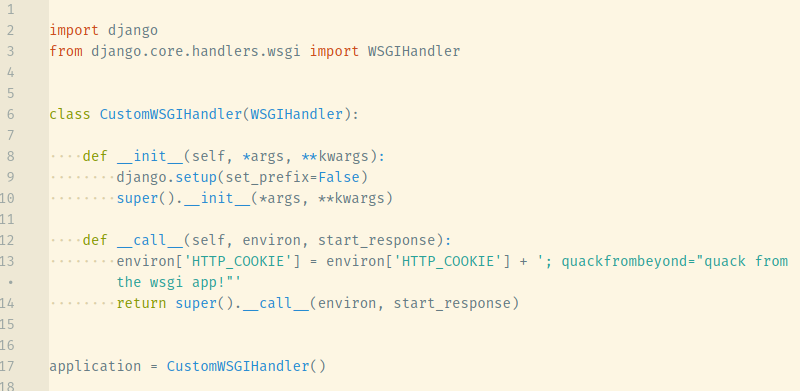 1
2 import django
3 from django.core.handlers.wsgi import WSGIHandler
4
5
6 class CustomWSGIHandler(WSGIHandler):
7
8 ····def __init__(self, *args, **kwargs):
9 ········django.setup(set_prefix=False)
10 ········super().__init__(*args, **kwargs)
11
12 ····def __call__(self, environ, start_response):
13 ········environ['HTTP_COOKIE'] = environ['HTTP_COOKIE'] + '; quackfrombeyond="quack from
• the wsgi app!"'
14 ········return super().__call__(environ, start_response)
15
16
17 application = CustomWSGIHandler()
18